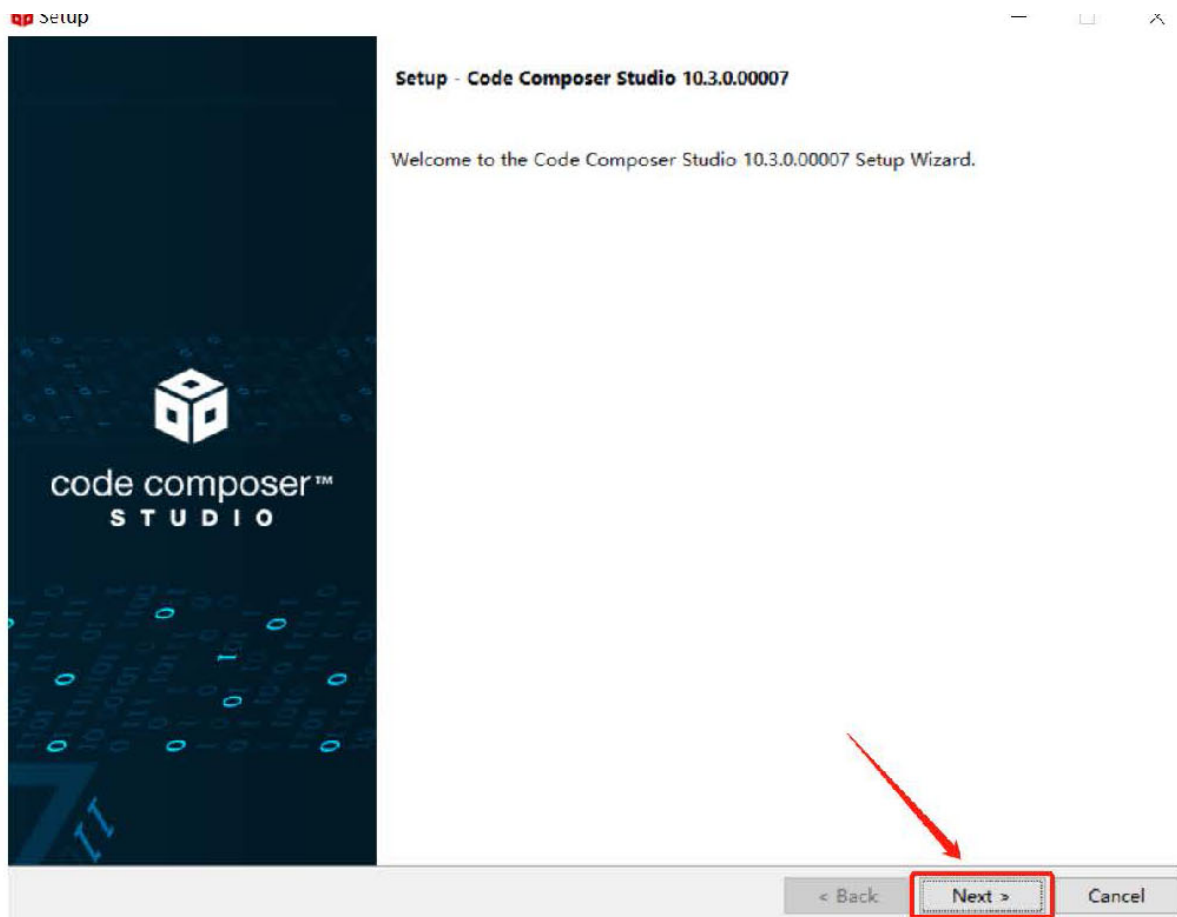 Setup
Setup - Code Composer Studio 10.3.0.00007
Welcome to the Code Composer Studio 10.3.0.00007 Setup Wizard.
code composer™
STUDIO
< Back
Next >
Cancel